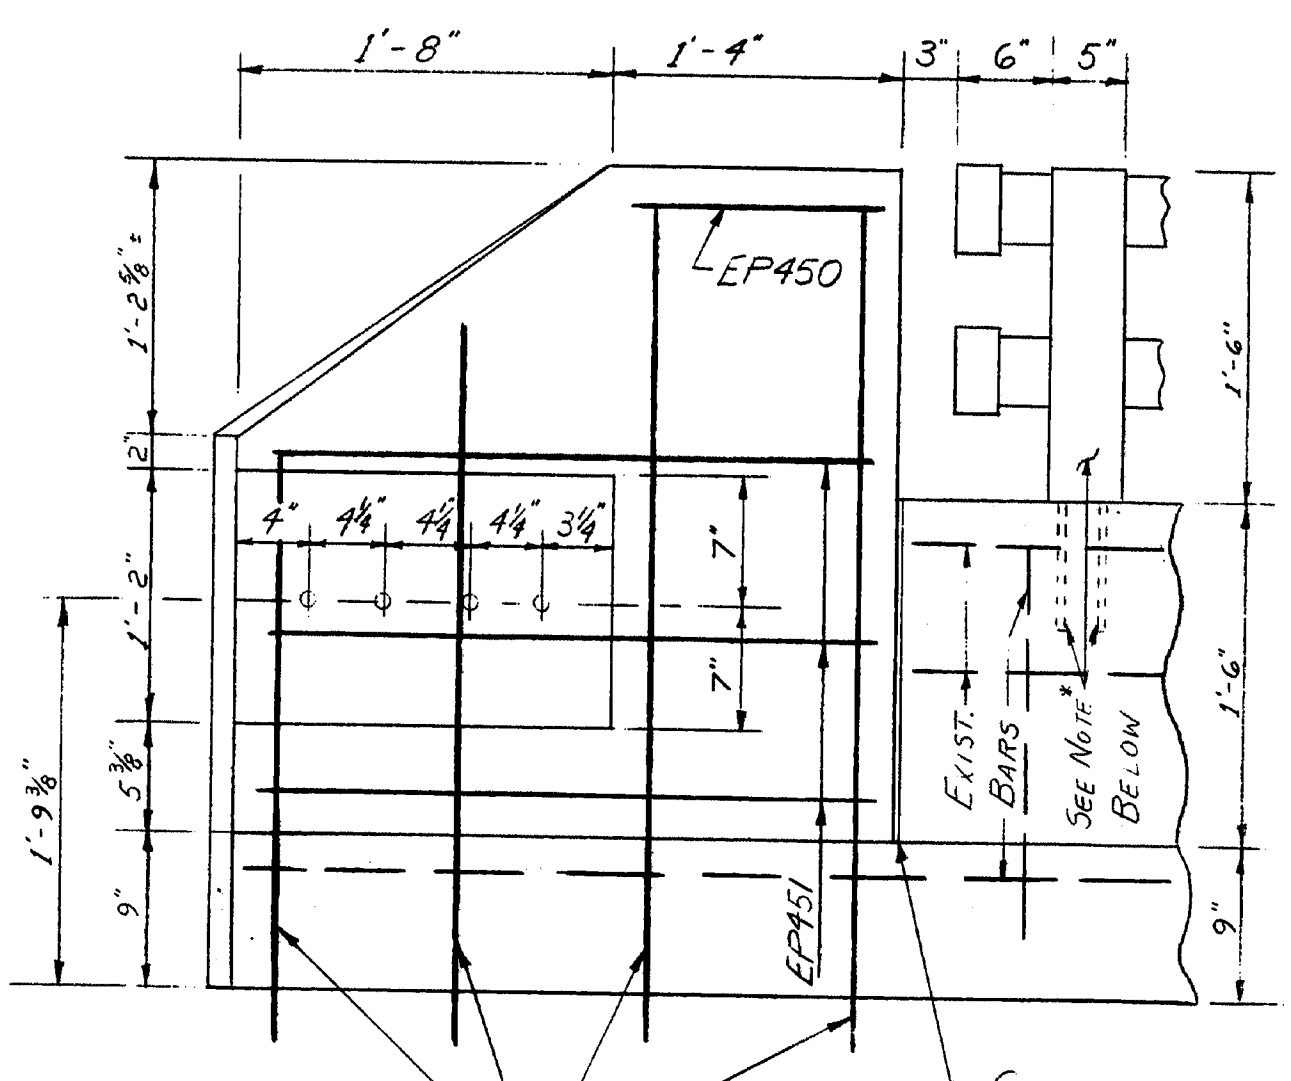 1'-8" 1'-4" 3" 6" 5"
EP450
1'-2 5/8" ±
1'-6"
2"
4" 4 1/4" 4 1/4" 4 1/4" 3 1/4"
7"
1'-2"
7"
1'-6"
EXIST.
BARS
SEE NOTE*
BELOW
5 3/8"
1'-9 3/8"
9"
EP451
9"